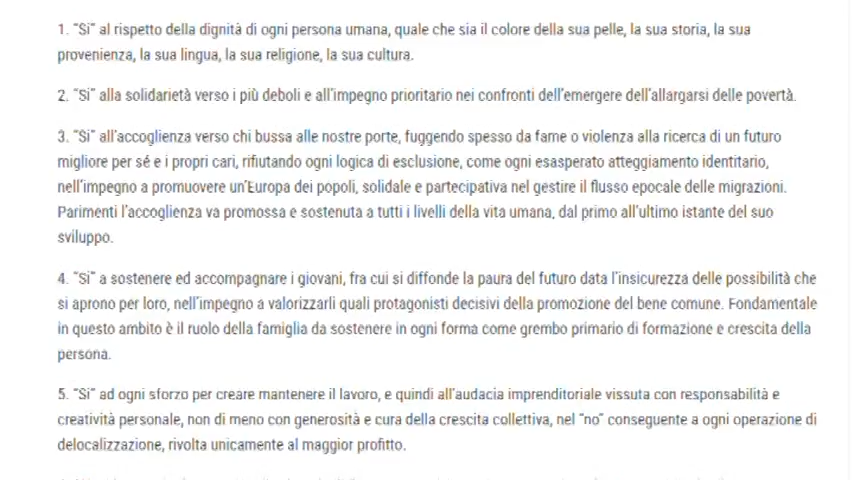 1. "Si" al rispetto della dignità di ogni persona umana, quale che sia il colore della sua pelle, la sua storia, la sua
provenienza, la sua lingua, la sua religione, la sua cultura.
2. "Si" alla solidarietà verso i più deboli e all'impegno prioritario nei confronti dell'emergere dell'allargarsi delle povertà.
3. "Si" all'accoglienza verso chi bussa alle nostre porte, fuggendo spesso da fame o violenza alla ricerca di un futuro
migliore per sé e i propri cari, rifiutando ogni logica di esclusione, come ogni esasperato atteggiamento identitario,
nell'impegno a promuovere un'Europa dei popoli, solidale e partecipativa nel gestire il flusso epocale delle migrazioni.
Parimenti l'accoglienza va promossa e sostenuta a tutti i livelli della vita umana, dal primo all'ultimo istante del suo
sviluppo.
4. "Si" a sostenere ed accompagnare i giovani, fra cui si diffonde la paura del futuro data l'insicurezza delle possibilità che
si aprono per loro, nell'impegno a valorizzarli quali protagonisti decisivi della promozione del bene comune. Fondamentale
in questo ambito è il ruolo della famiglia da sostenere in ogni forma come grembo primario di formazione e crescita della
persona.
5. "Si" ad ogni sforzo per creare mantenere il lavoro, e quindi all'audacia imprenditoriale vissuta con responsabilità e
creatività personale, non di meno con generosità e cura della crescita collettiva, nel "no" conseguente a ogni operazione di
delocalizzazione, rivolta unicamente al maggior profitto.